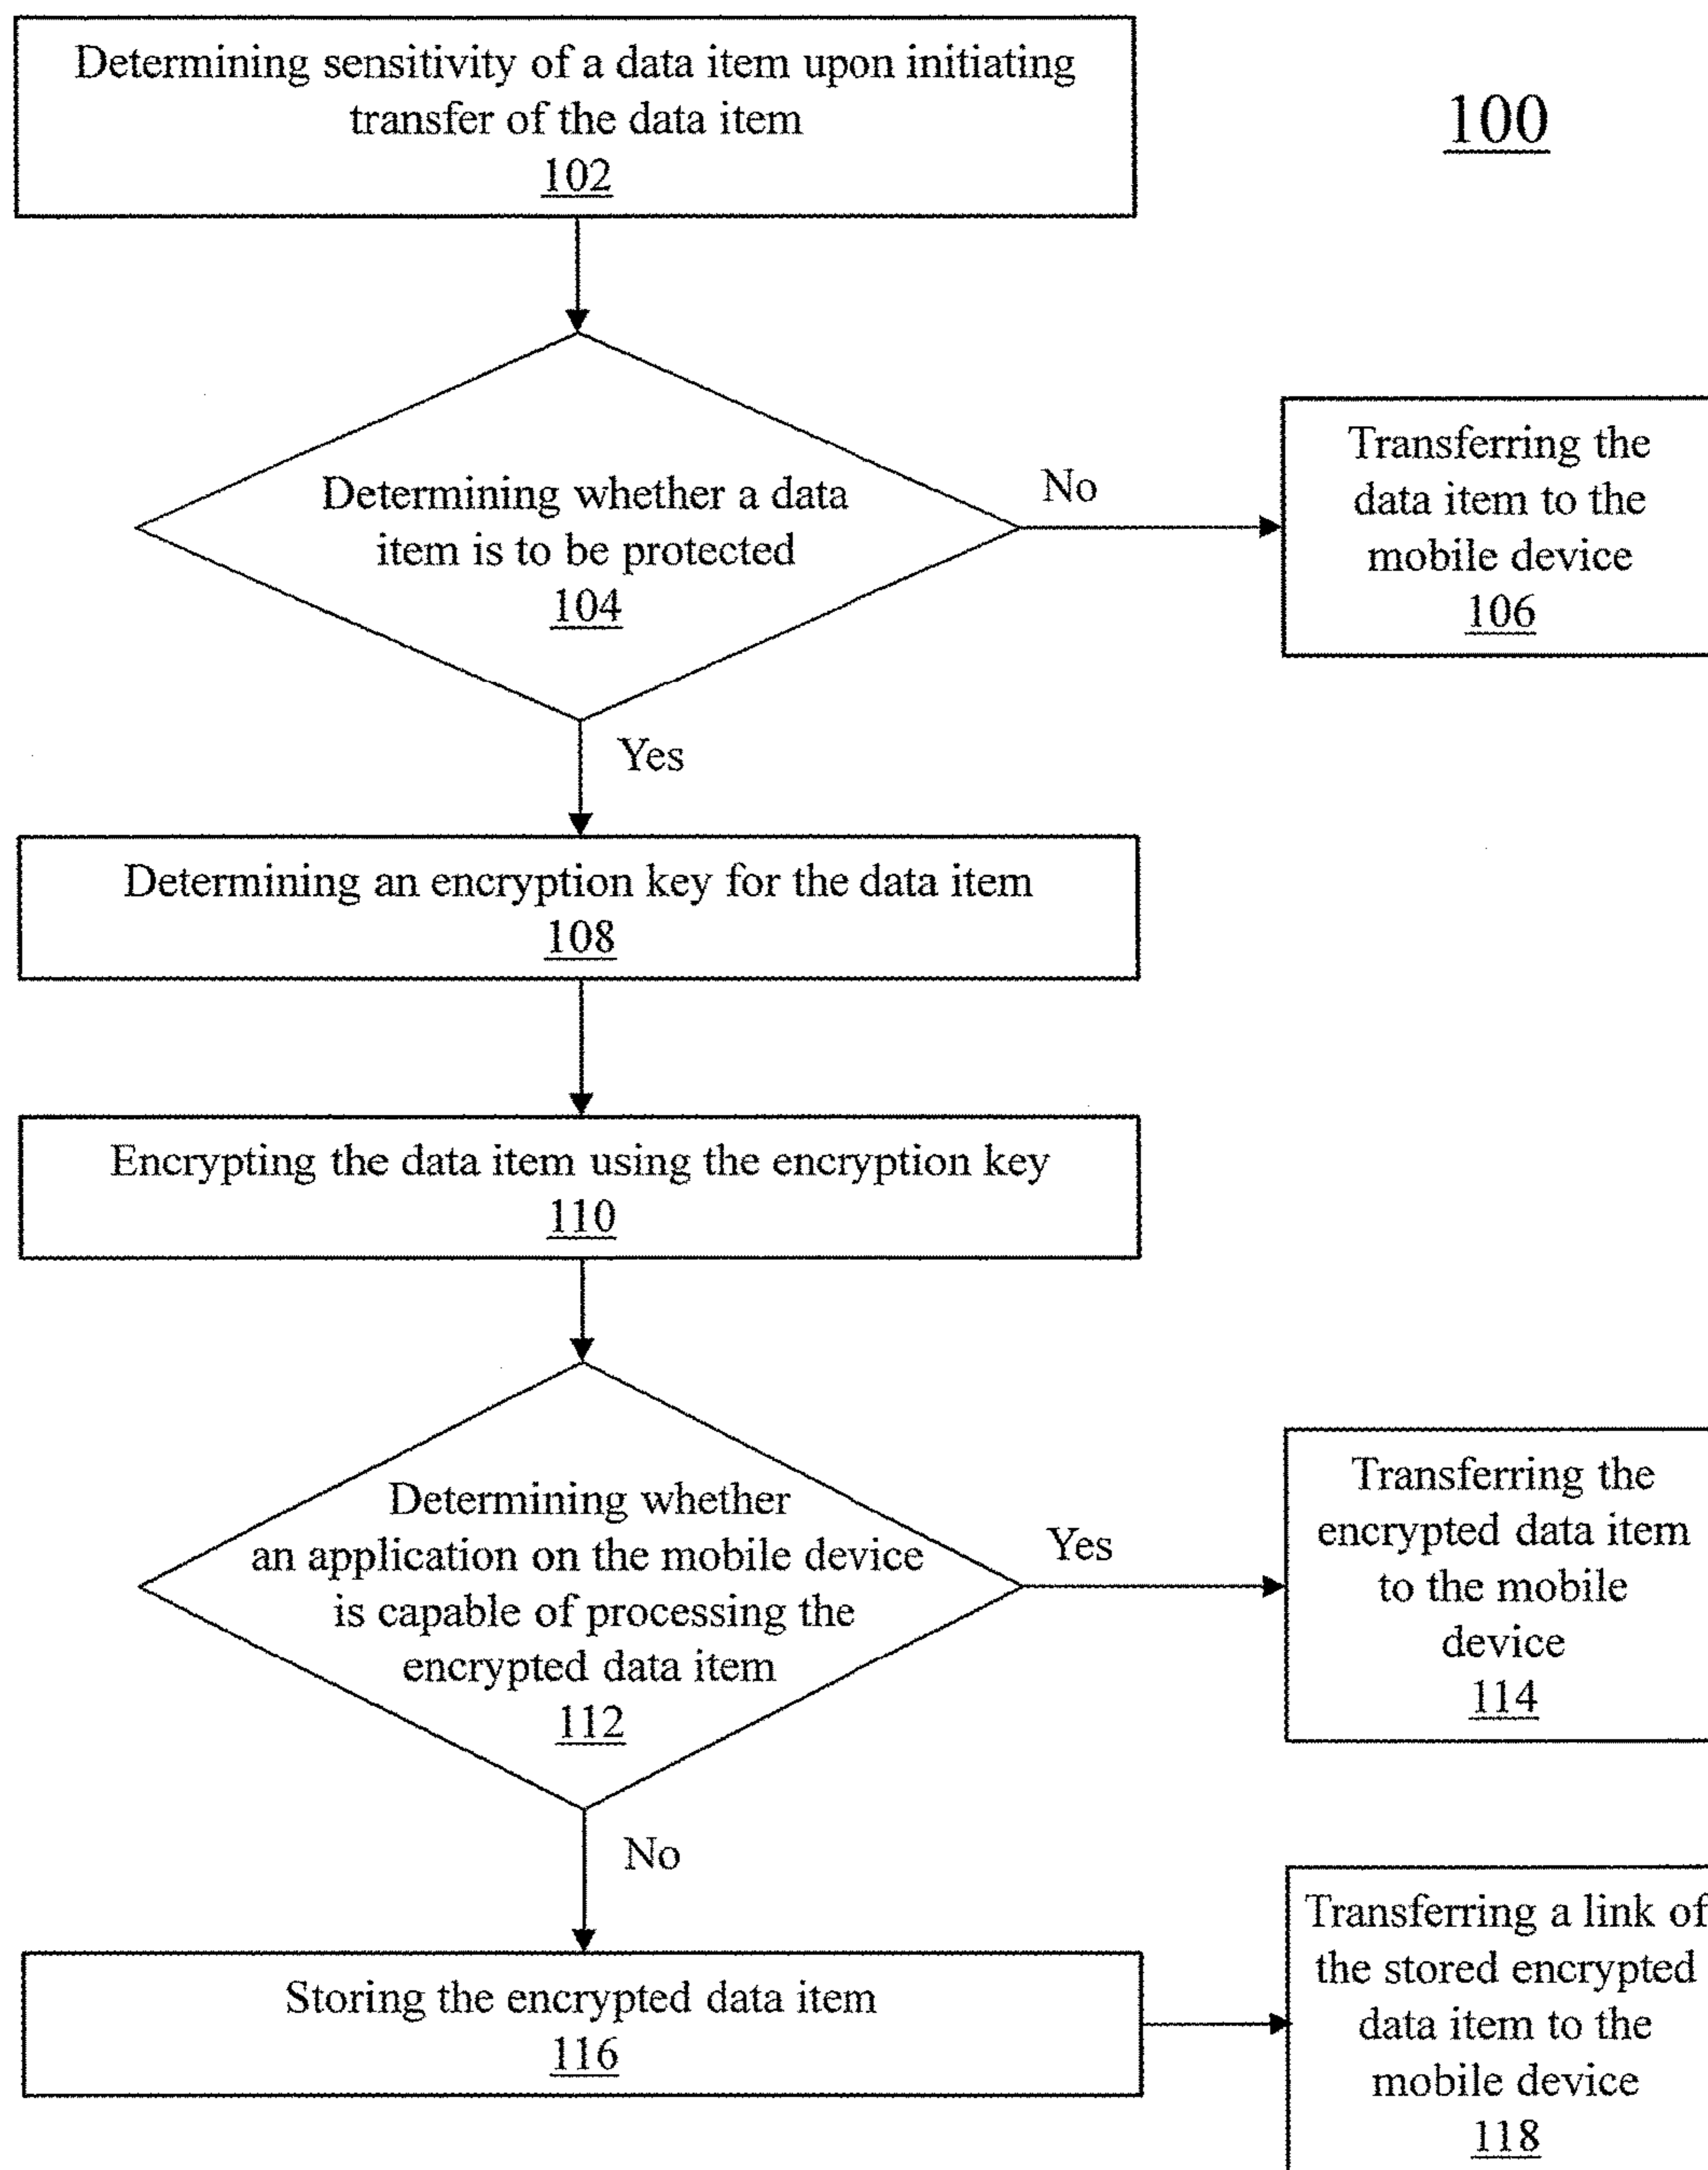 Determining sensitivity of a data item upon initiating
transfer of the data item
102
100
Determining whether a data
item is to be protected
104
No
Transferring the
data item to the
mobile device
106
Yes
Determining an encryption key for the data item
108
Encrypting the data item using the encryption key
110
Determining whether
an application on the mobile device
is capable of processing the
encrypted data item
112
Yes
Transferring the
encrypted data item
to the mobile
device
114
No
Storing the encrypted data item
116
Transferring a link of
the stored encrypted
data item to the
mobile device
118